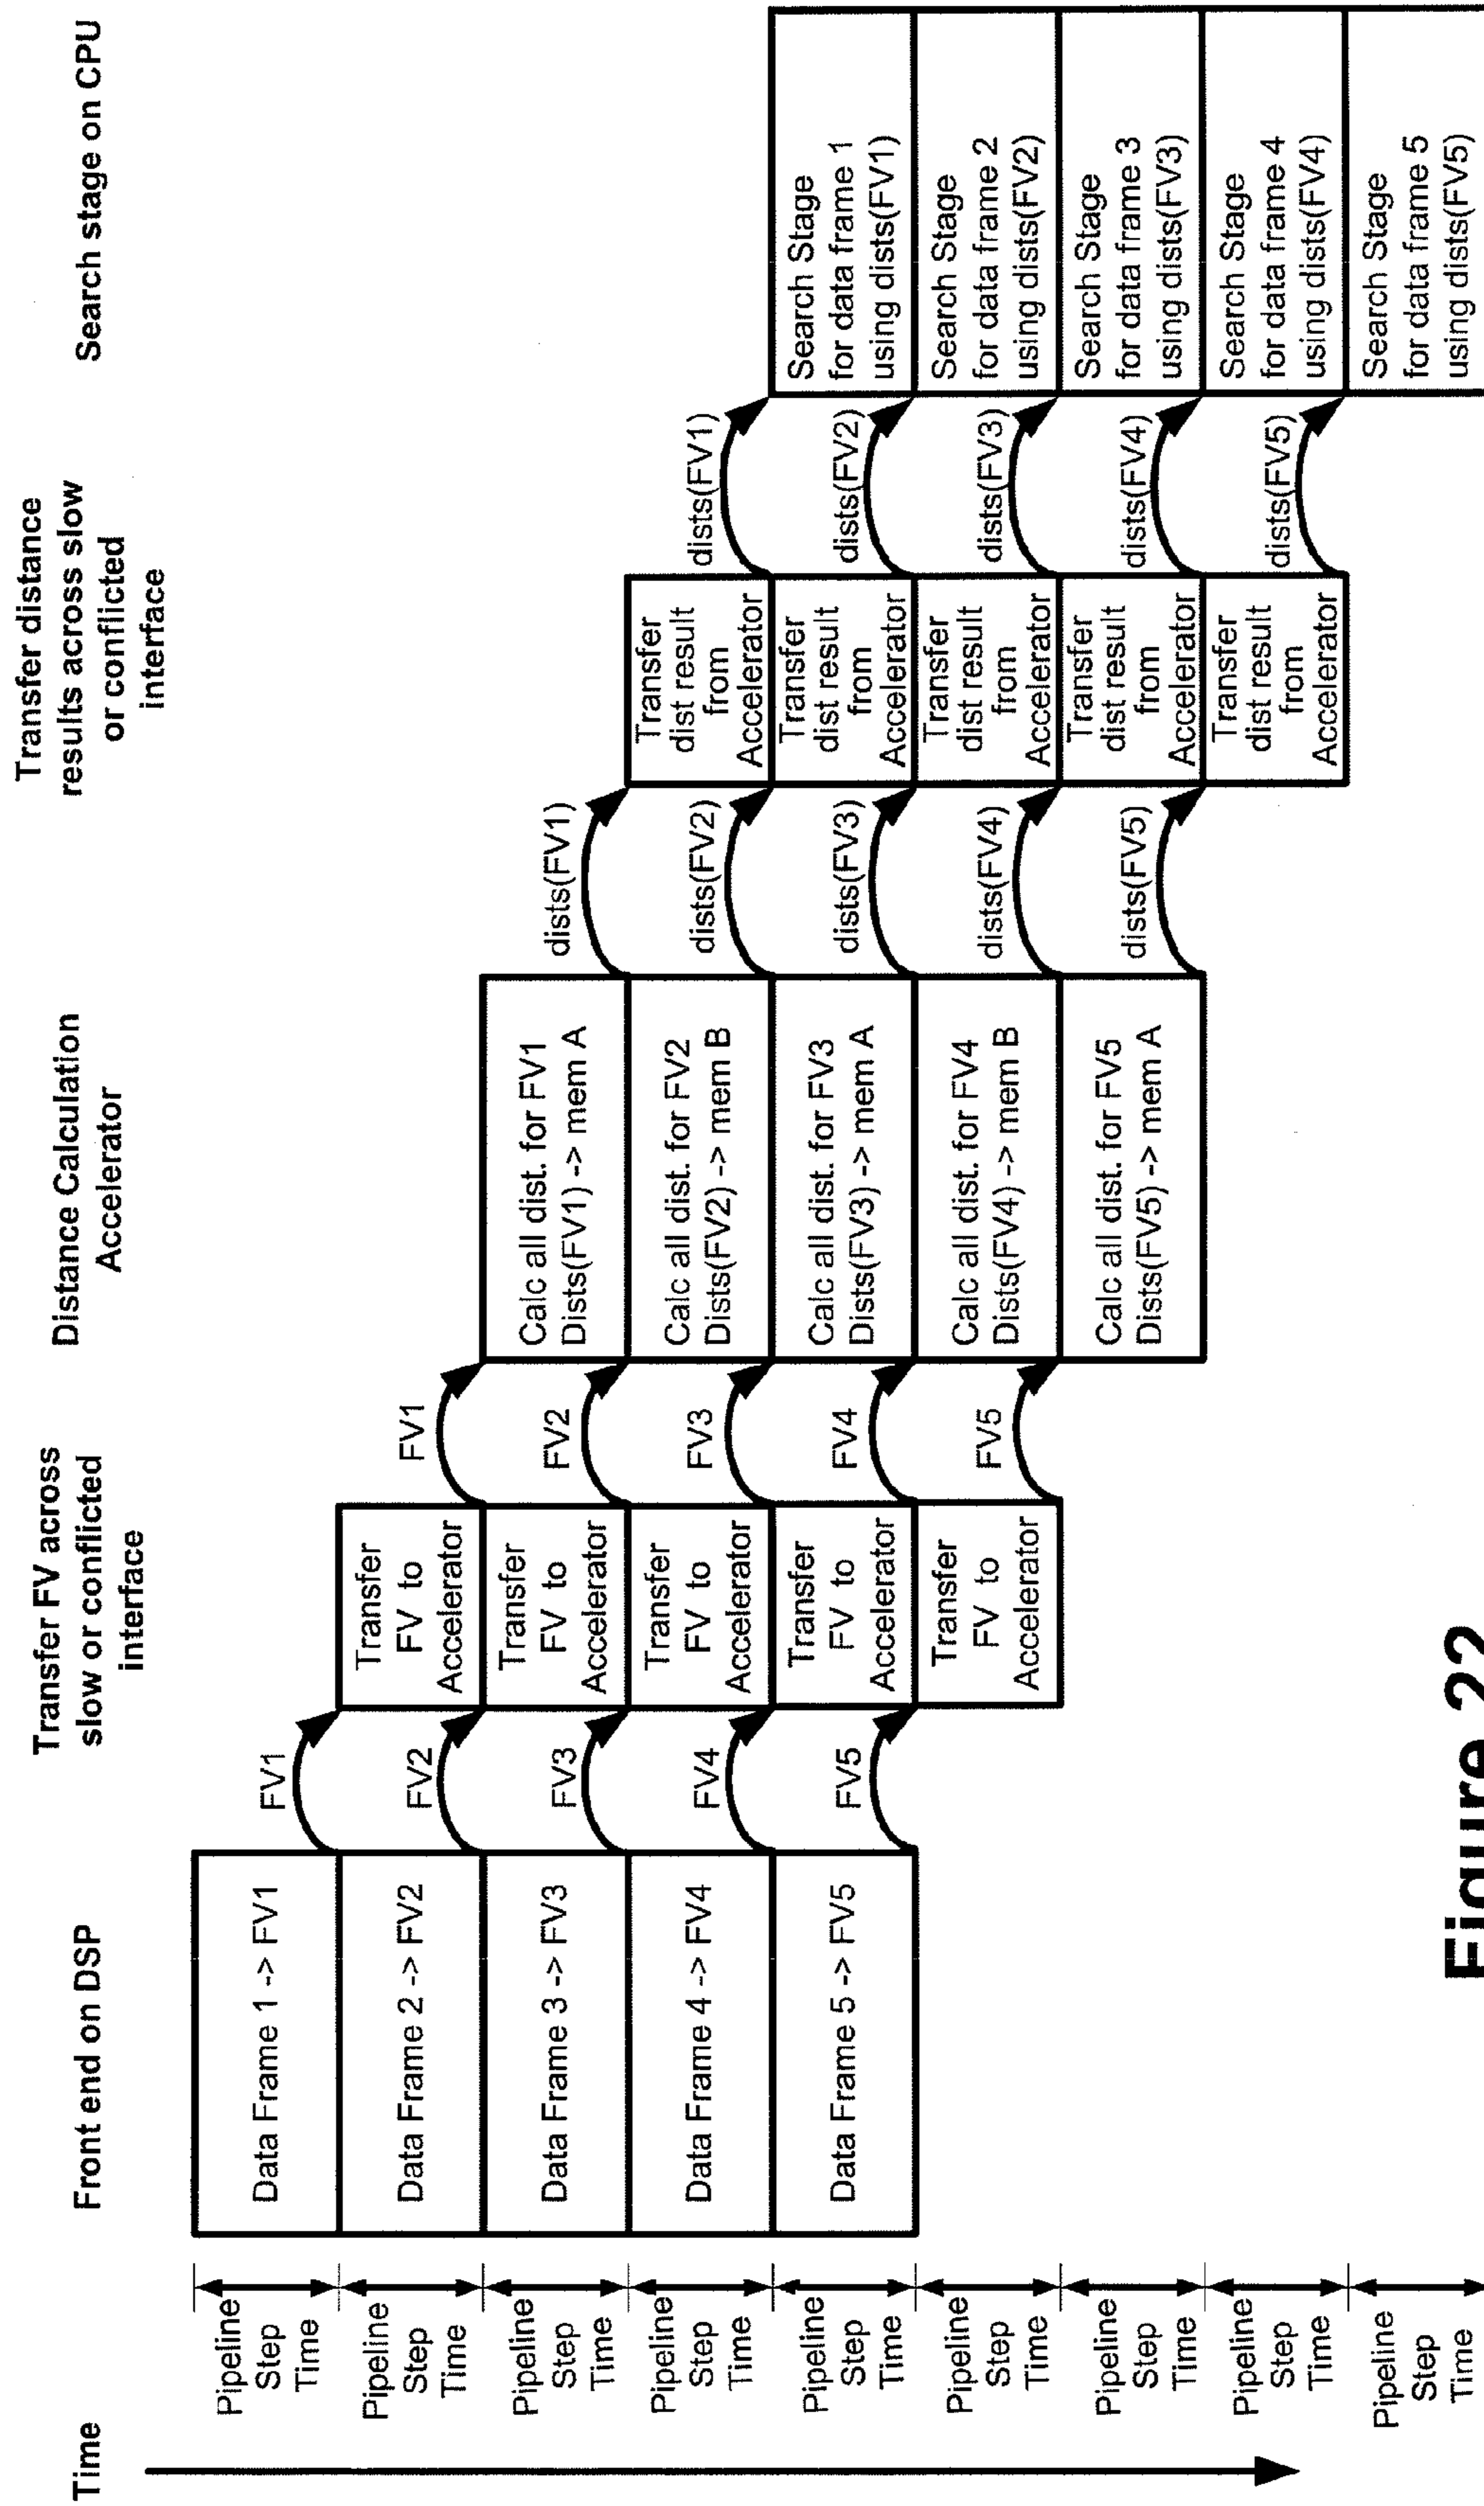 Time
Front end on DSP
Transfer FV across
slow or conflicted
interface
Distance Calculation
Accelerator
Transfer distance
results across slow
or conflicted
interface
Search stage on CPU
Pipeline
Step
Time
Pipeline
Step
Time
Pipeline
Step
Time
Pipeline
Step
Time
Pipeline
Step
Time
Pipeline
Step
Time
Pipeline
Step
Time
Pipeline
Step
Time
Pipeline
Step
Time
Data Frame 1 -> FV1
Data Frame 2 -> FV2
Data Frame 3 -> FV3
Data Frame 4 -> FV4
Data Frame 5 -> FV5
FV1
FV2
FV3
FV4
FV5
Transfer
FV to
Accelerator
Transfer
FV to
Accelerator
Transfer
FV to
Accelerator
Transfer
FV to
Accelerator
Transfer
FV to
Accelerator
FV1
FV2
FV3
FV4
FV5
Calc all dist. for FV1
Dists(FV1) -> mem A
Calc all dist. for FV2
Dists(FV2) -> mem B
Calc all dist. for FV3
Dists(FV3) -> mem A
Calc all dist. for FV4
Dists(FV4) -> mem B
Calc all dist. for FV5
Dists(FV5) -> mem A
dists(FV1)
dists(FV2)
dists(FV3)
dists(FV4)
dists(FV5)
Transfer
dist result
from
Accelerator
Transfer
dist result
from
Accelerator
Transfer
dist result
from
Accelerator
Transfer
dist result
from
Accelerator
Transfer
dist result
from
Accelerator
dists(FV1)
dists(FV2)
dists(FV3)
dists(FV4)
dists(FV5)
Search Stage
for data frame 1
using dists(FV1)
Search Stage
for data frame 2
using dists(FV2)
Search Stage
for data frame 3
using dists(FV3)
Search Stage
for data frame 4
using dists(FV4)
Search Stage
for data frame 5
using dists(FV5)
Figure 22